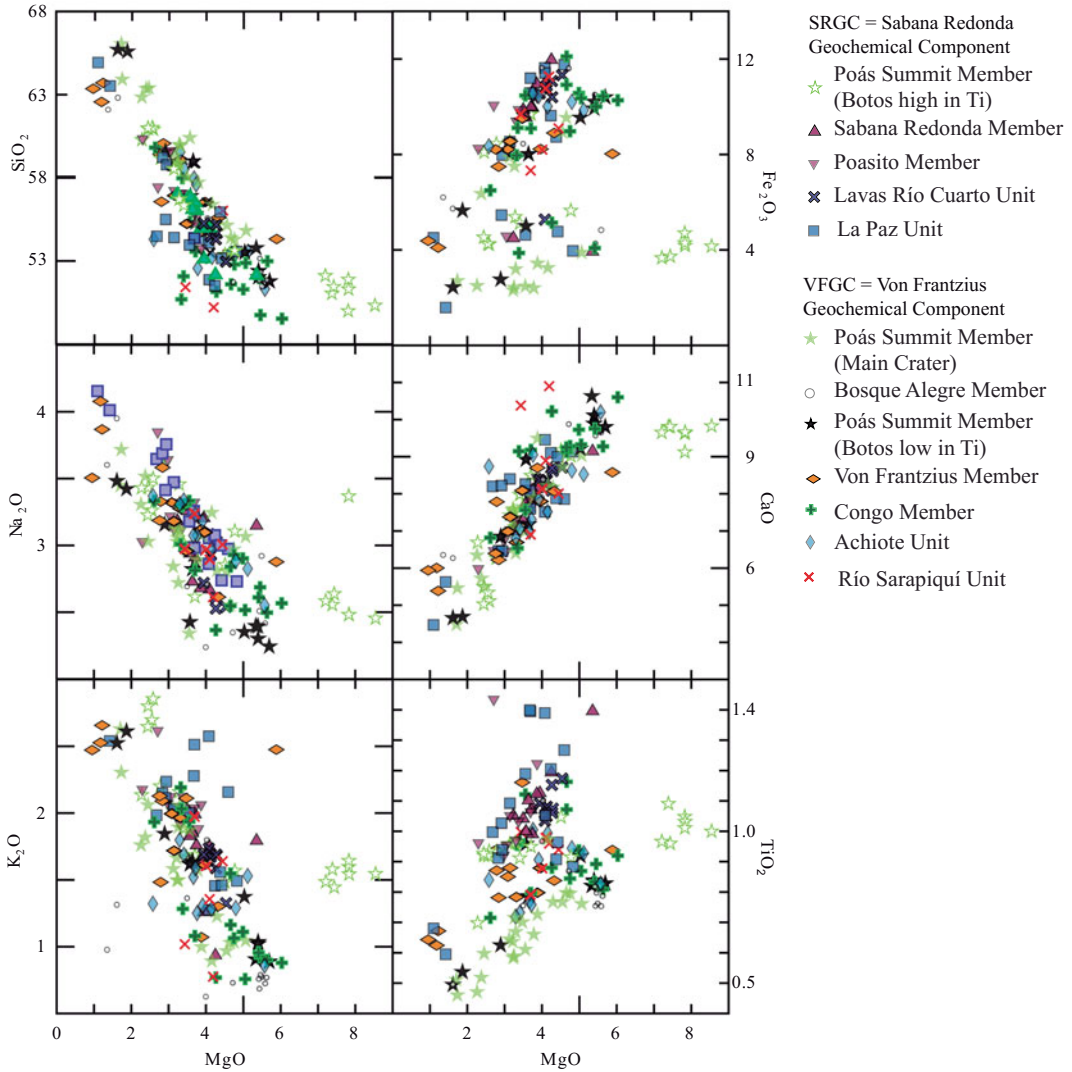 68
63
58
53
SiO2
12
8
4
Fe2O3
4
3
Na2O
11
9
6
CaO
2
1
K2O
1.4
1.0
0.5
TiO2
0 2 4 6 8
MgO
0 2 4 6 8
MgO
SRGC = Sabana Redonda
Geochemical Component
Poás Summit Member
(Botos high in Ti)
Sabana Redonda Member
Poasito Member
Lavas Río Cuarto Unit
La Paz Unit
VFGC = Von Frantzius
Geochemical Component
Poás Summit Member
(Main Crater)
Bosque Alegre Member
Poás Summit Member
(Botos low in Ti)
Von Frantzius Member
Congo Member
Achiote Unit
Río Sarapiquí Unit